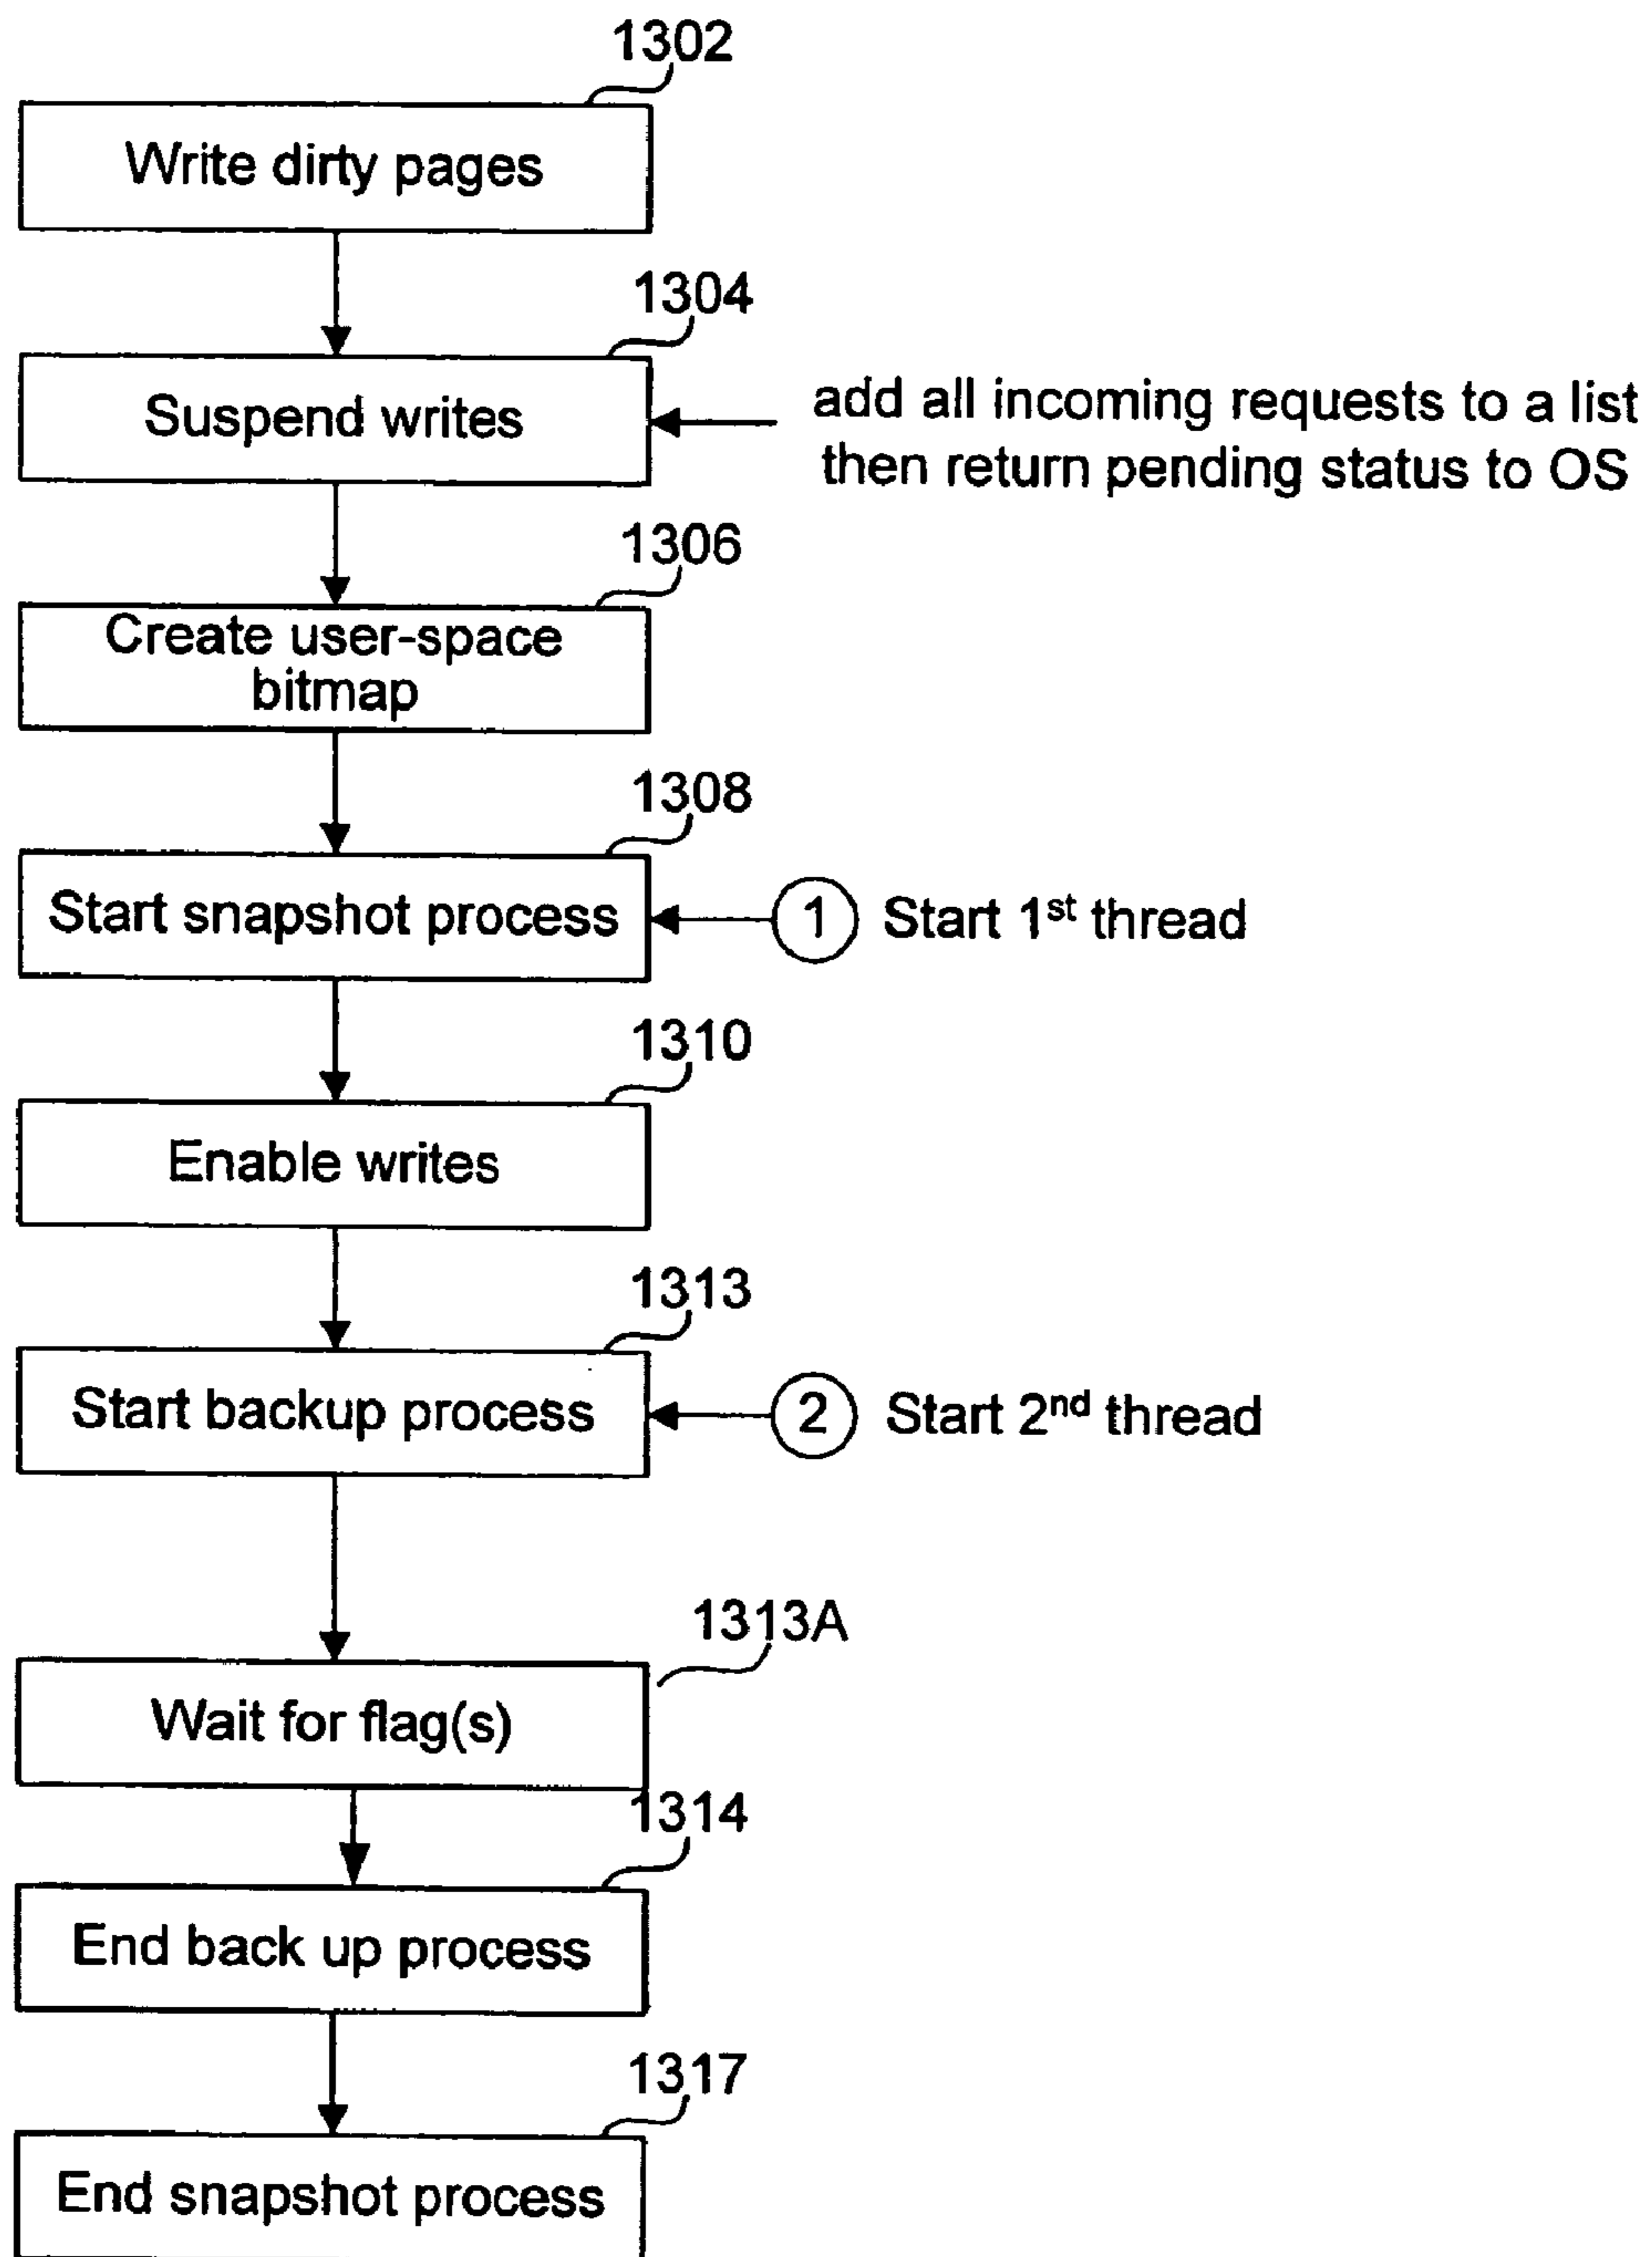 1302
Write dirty pages
1304
Suspend writes
add all incoming requests to a list
then return pending status to OS
1306
Create user-space
bitmap
1308
Start snapshot process
1 Start 1st thread
1310
Enable writes
1313
Start backup process
2 Start 2nd thread
1313A
Wait for flag(s)
1314
End back up process
1317
End snapshot process